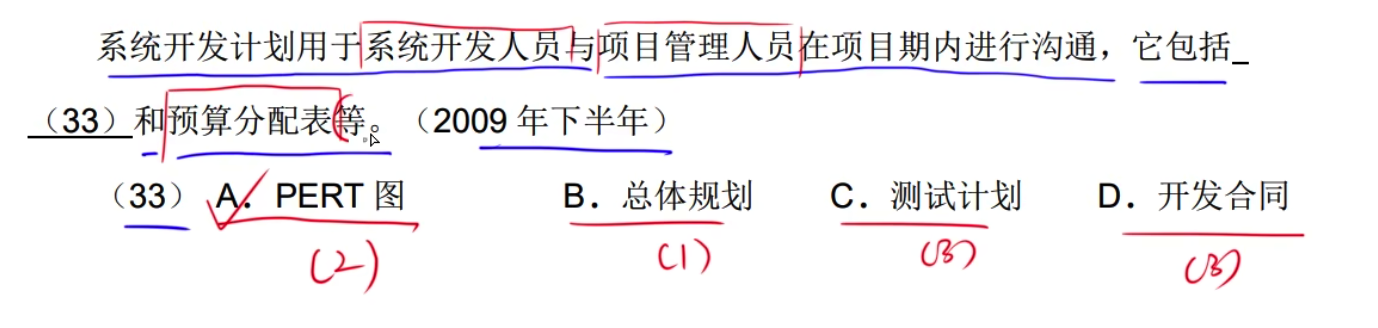 系统开发计划用于系统开发人员与项目管理人员在项目期内进行沟通，它包括_
（33）和预算分配表等。（2009 年下半年）
（33） A．PERT 图 B．总体规划 C．测试计划 D．开发合同
(2) (1) (3) (3)